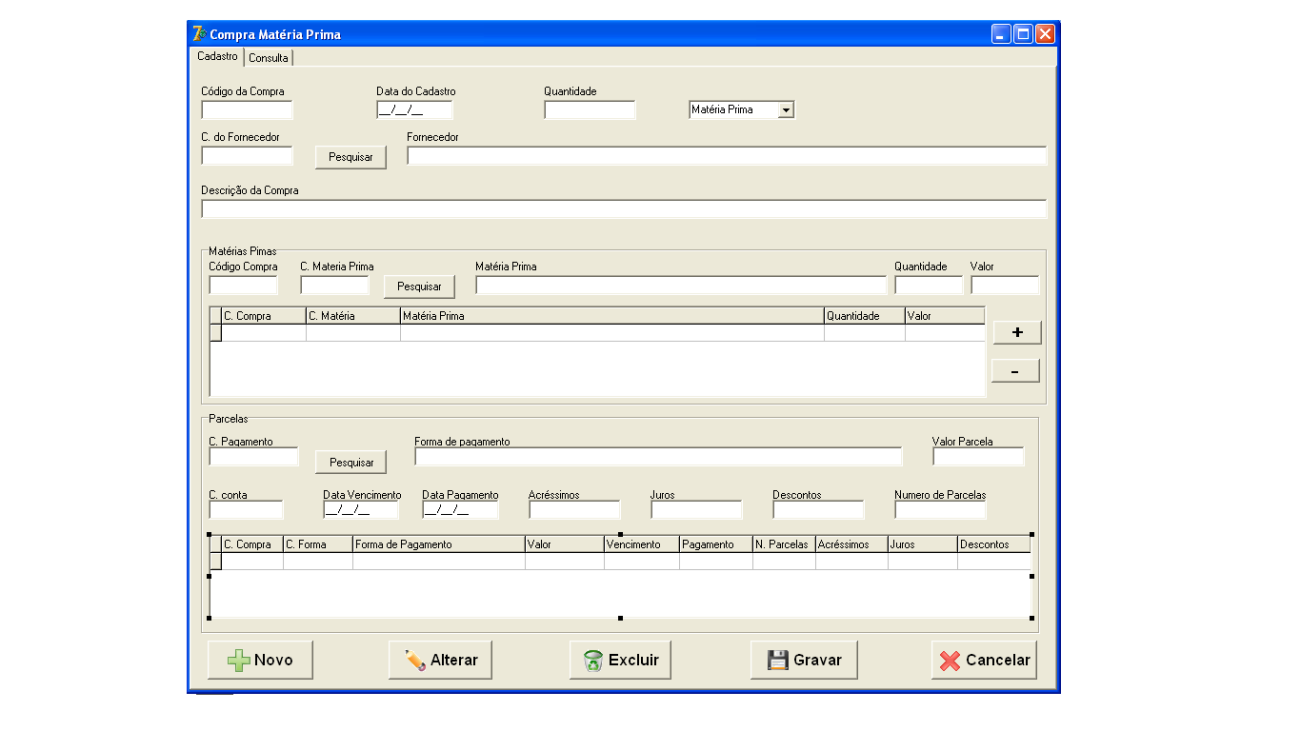 Compra Matéria Prima
Cadastro Consulta
Código da Compra Data do Cadastro Quantidade
__/__/__ Matéria Prima
C. do Fornecedor Fornecedor
Pesquisar
Descrição da Compra
Matérias Pimas
Código Compra C. Materia Prima Matéria Prima Quantidade Valor
Pesquisar
C. Compra C. Matéria Matéria Prima Quantidade Valor
+
-
Parcelas
C. Pagamento Forma de pagamento Valor Parcela
Pesquisar
C. conta Data Vencimento Data Pagamento Acréssimos Juros Descontos Numero de Parcelas
__/__/__ __/__/__
C. Compra C. Forma Forma de Pagamento Valor Vencimento Pagamento N. Parcelas Acréssimos Juros Descontos
Novo Alterar Excluir Gravar Cancelar